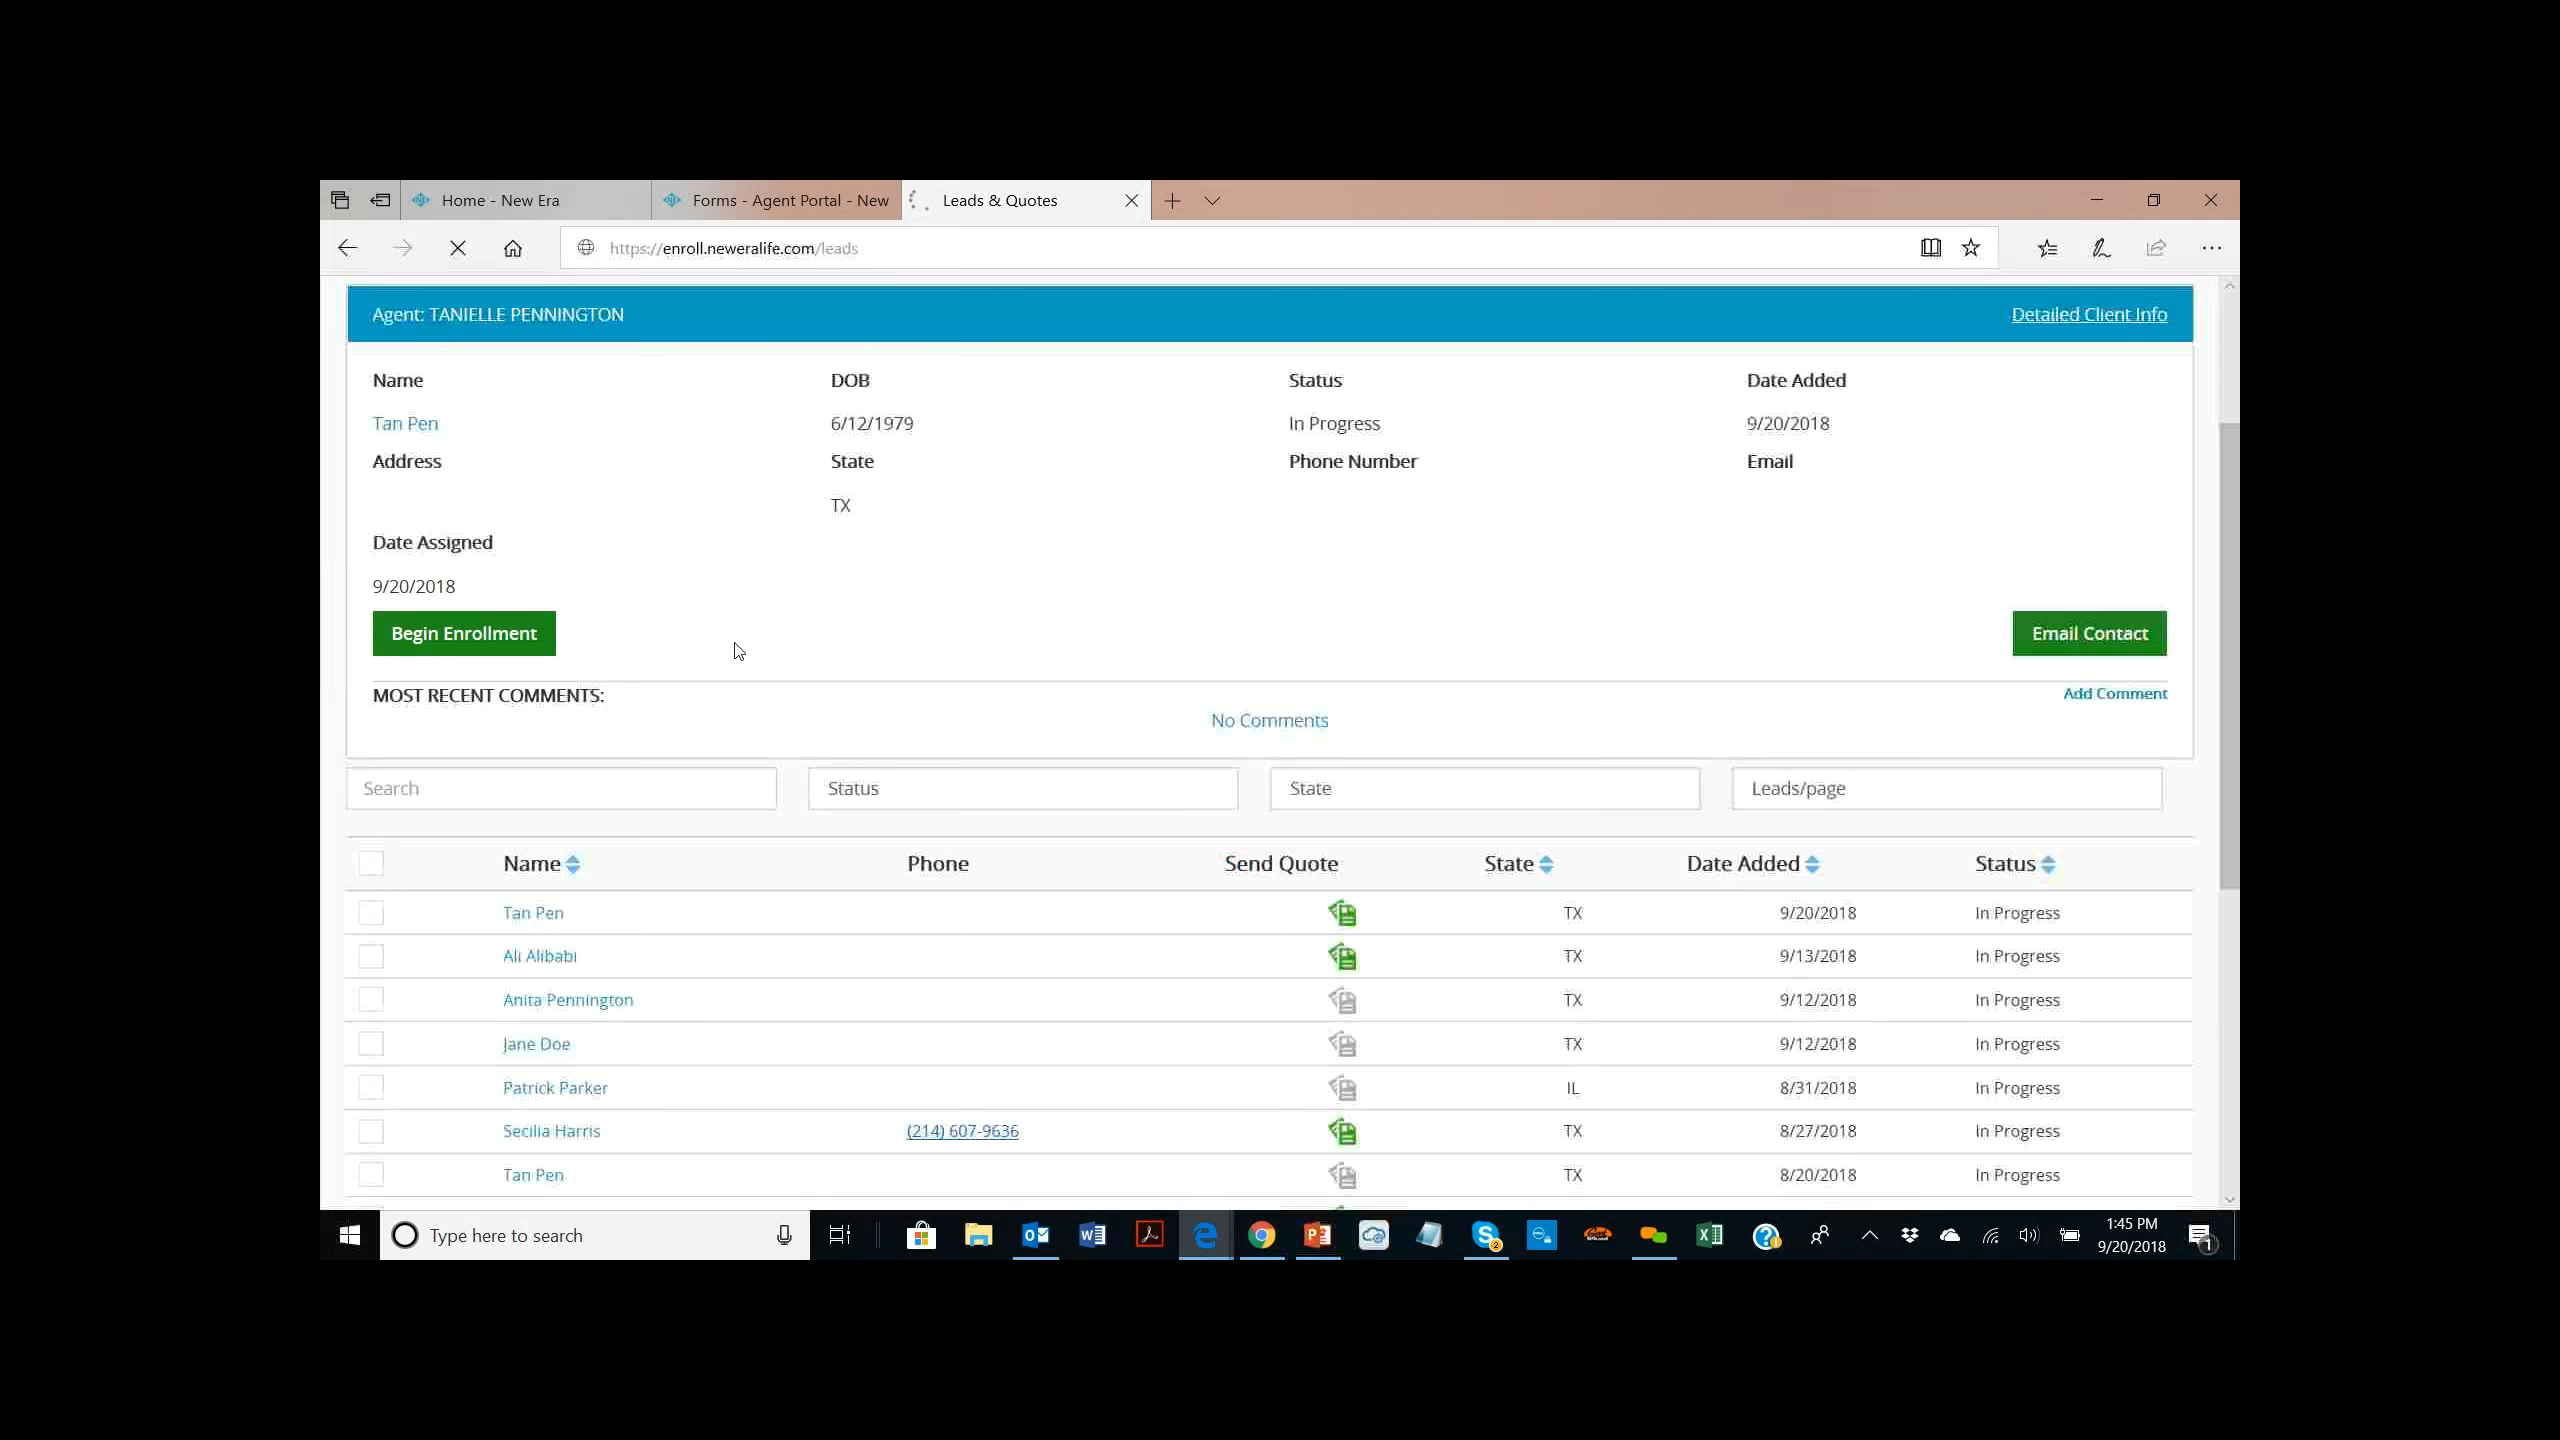 Home - New Era
Forms - Agent Portal - New
Leads & Quotes
https://enroll.neweralife.com/leads
Agent: TANIELLE PENNINGTON Detailed Client Info
Name DOB Status Date Added
Tan Pen 6/12/1979 In Progress 9/20/2018
Address State Phone Number Email
TX
Date Assigned
9/20/2018
Begin Enrollment Email Contact
MOST RECENT COMMENTS: Add Comment
No Comments
Search Status State Leads/page
Name Phone Send Quote State Date Added Status
Tan Pen TX 9/20/2018 In Progress
Ali Alibabi TX 9/13/2018 In Progress
Anita Pennington TX 9/12/2018 In Progress
Jane Doe TX 9/12/2018 In Progress
Patrick Parker IL 8/31/2018 In Progress
Secilia Harris (214) 607-9636 TX 8/27/2018 In Progress
Tan Pen TX 8/20/2018 In Progress
Type here to search
1:45 PM
9/20/2018